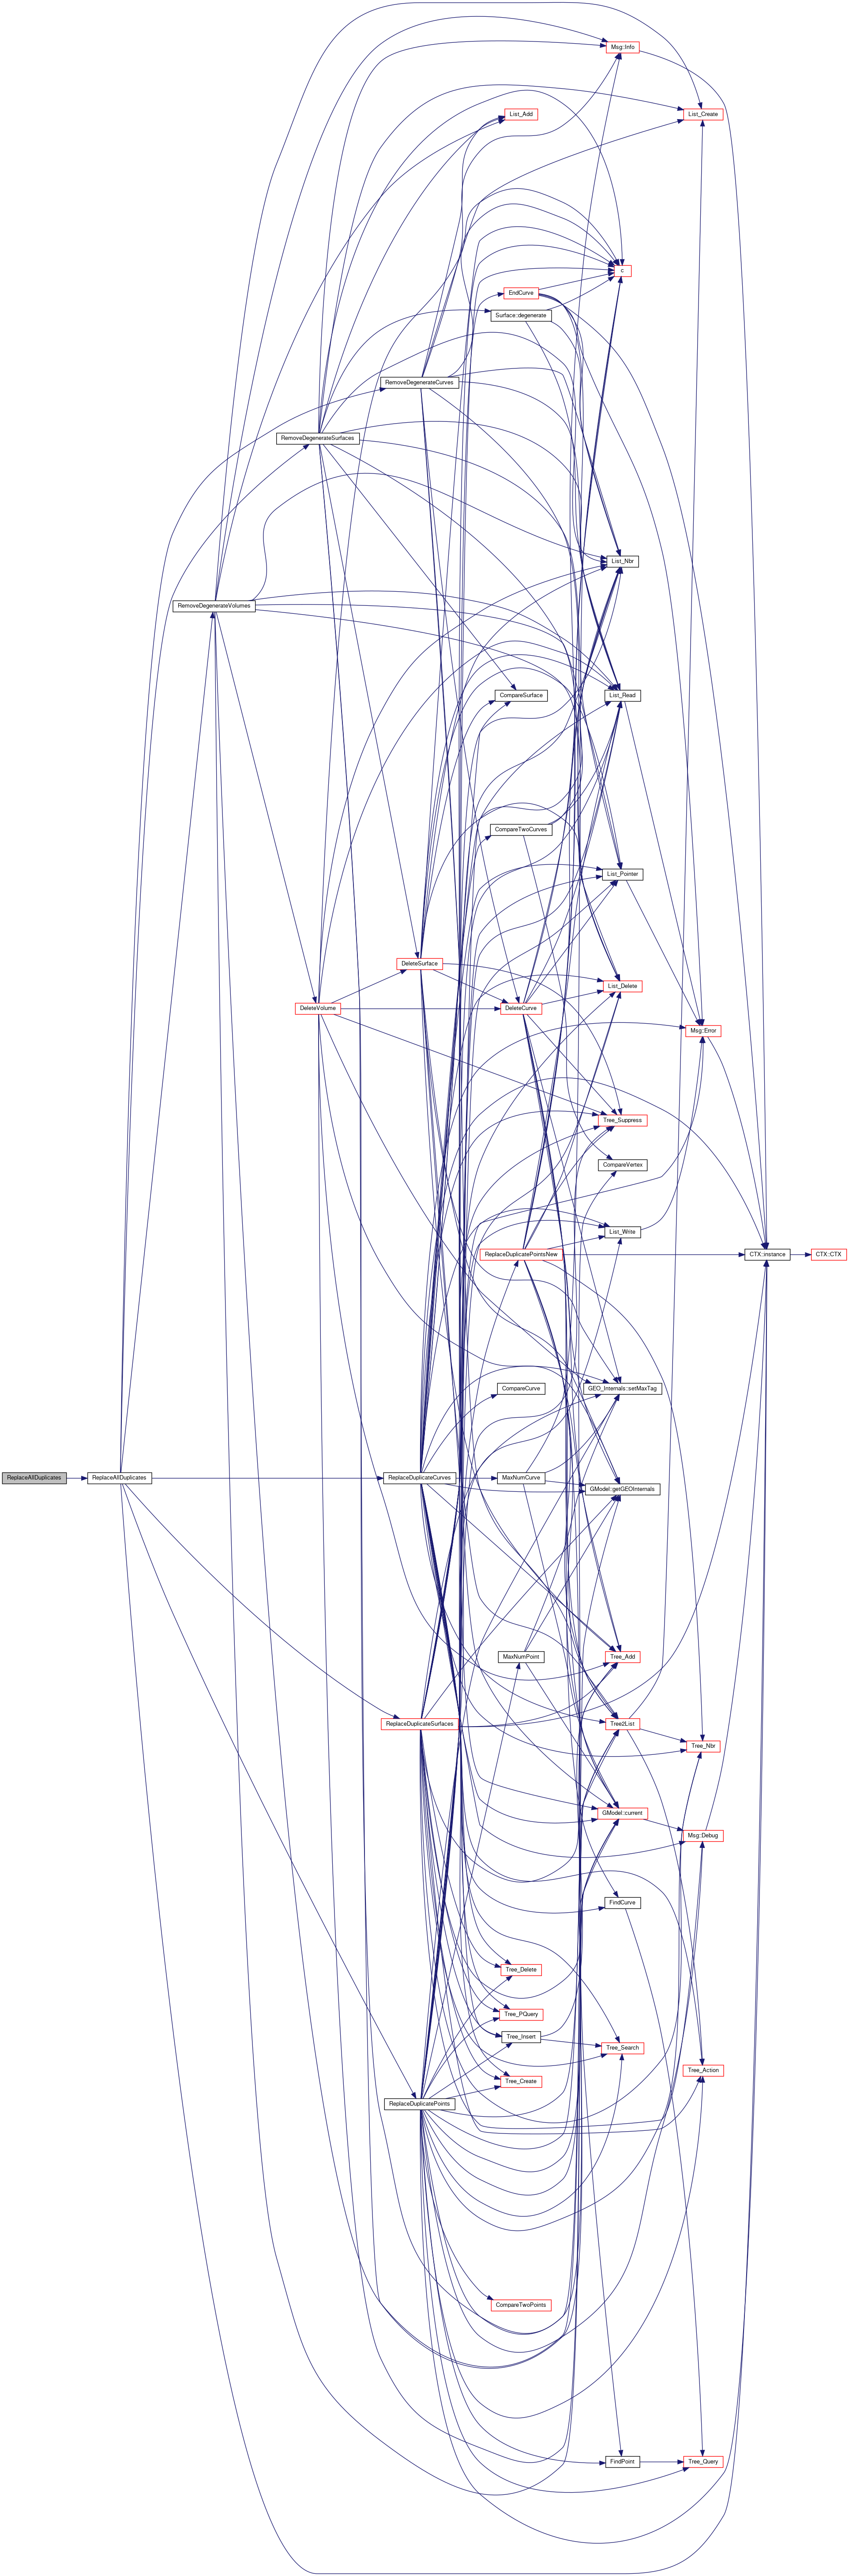 Msg::Info
List_Add
List_Create
c
EndCurve
Surface::degenerate
RemoveDegenerateCurves
RemoveDegenerateSurfaces
List_Nbr
RemoveDegenerateVolumes
CompareSurface
List_Read
CompareTwoCurves
List_Pointer
DeleteSurface
List_Delete
DeleteVolume
DeleteCurve
Msg::Error
Tree_Suppress
CompareVertex
List_Write
ReplaceDuplicatePointsNew
CTX::instance
CTX::CTX
CompareCurve
GEO_Internals::setMaxTag
ReplaceAllDuplicates
ReplaceAllDuplicates
ReplaceDuplicateCurves
MaxNumCurve
GModel::getGEOInternals
MaxNumPoint
Tree_Add
ReplaceDuplicateSurfaces
Tree2List
Tree_Nbr
GModel::current
Msg::Debug
FindCurve
Tree_Delete
Tree_PQuery
Tree_Insert
Tree_Search
Tree_Action
Tree_Create
ReplaceDuplicatePoints
CompareTwoPoints
FindPoint
Tree_Query